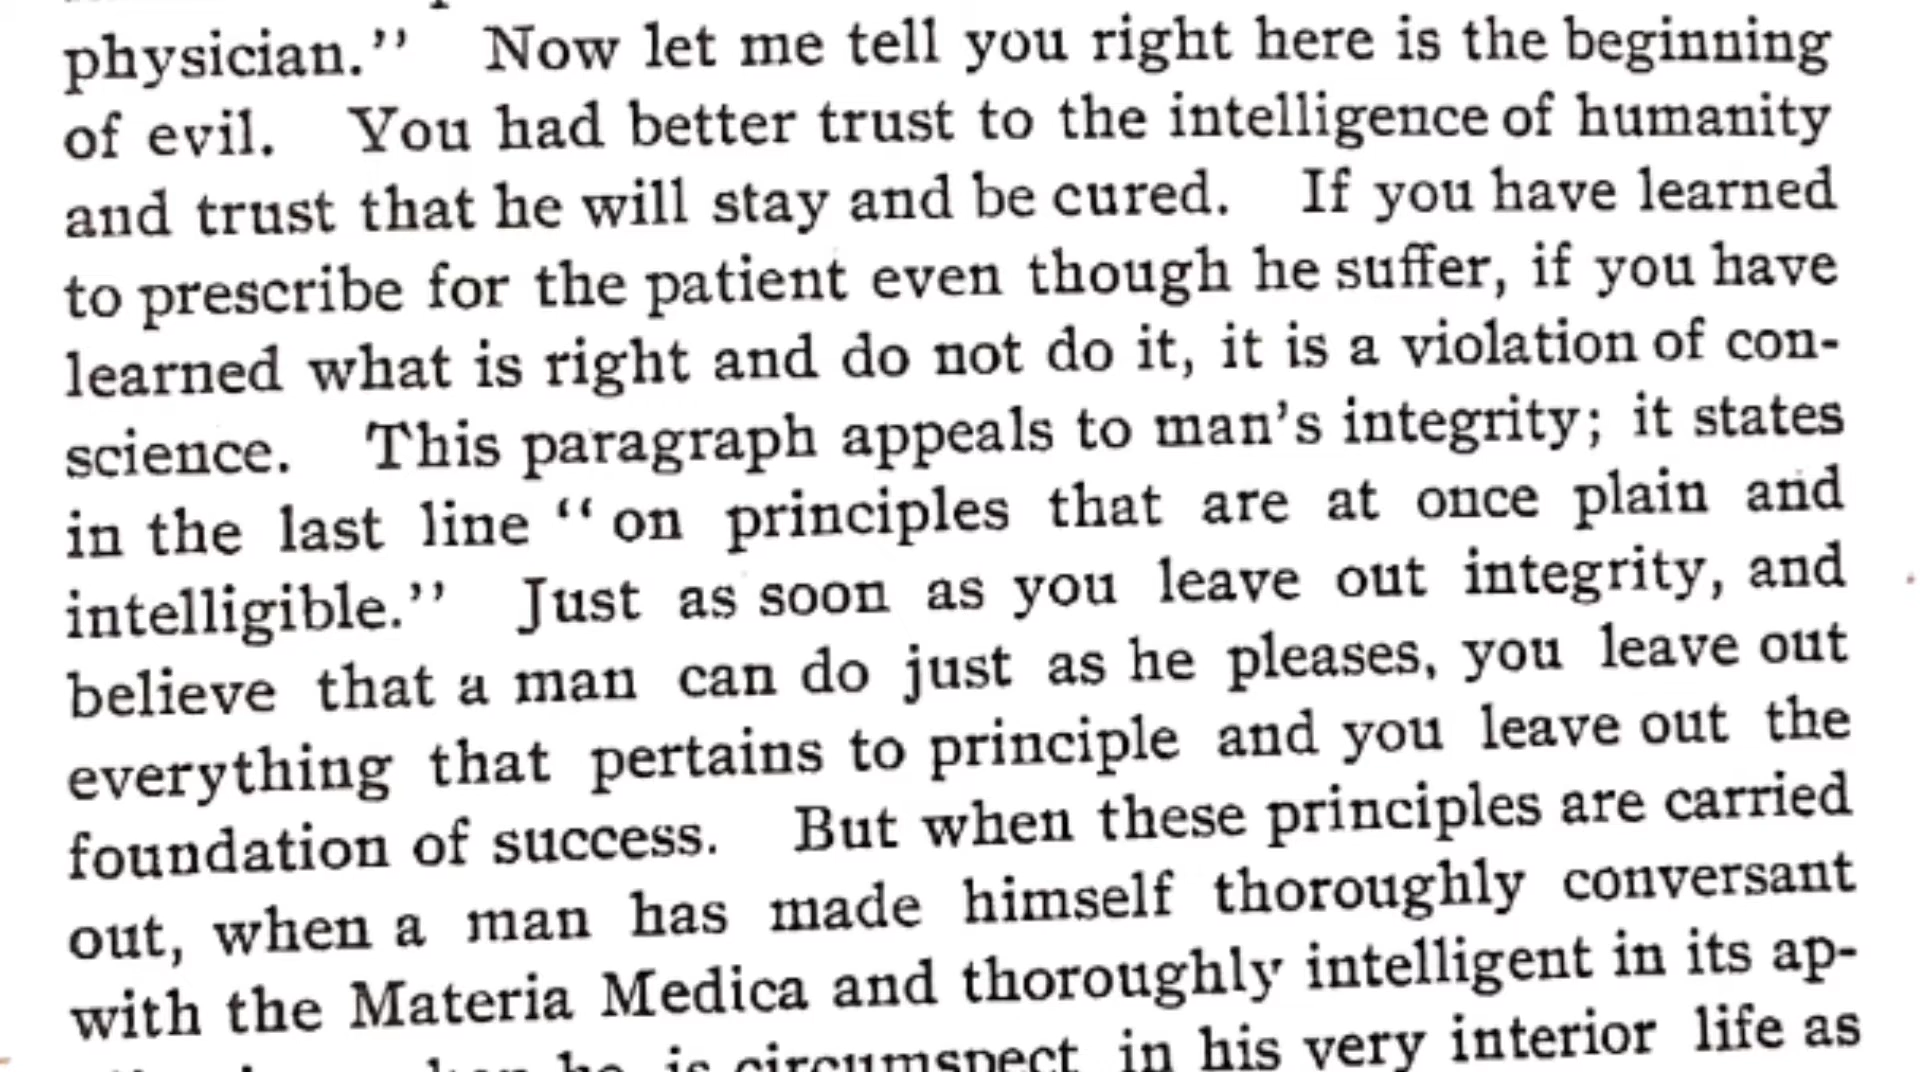 physician.” Now let me tell you right here is the beginning
of evil. You had better trust to the intelligence of humanity
and trust that he will stay and be cured. If you have learned
to prescribe for the patient even though he suffer, if you have
learned what is right and do not do it, it is a violation of con-
science. This paragraph appeals to man’s integrity; it states
in the last line “on principles that are at once plain and
intelligible.” Just as soon as you leave out integrity, and
believe that a man can do just as he pleases, you leave out
everything that pertains to principle and you leave out the
foundation of success. But when these principles are carried
out, when a man has made himself thoroughly conversant
with the Materia Medica and thoroughly intelligent in its ap-
he is circumspect in his very interior life as